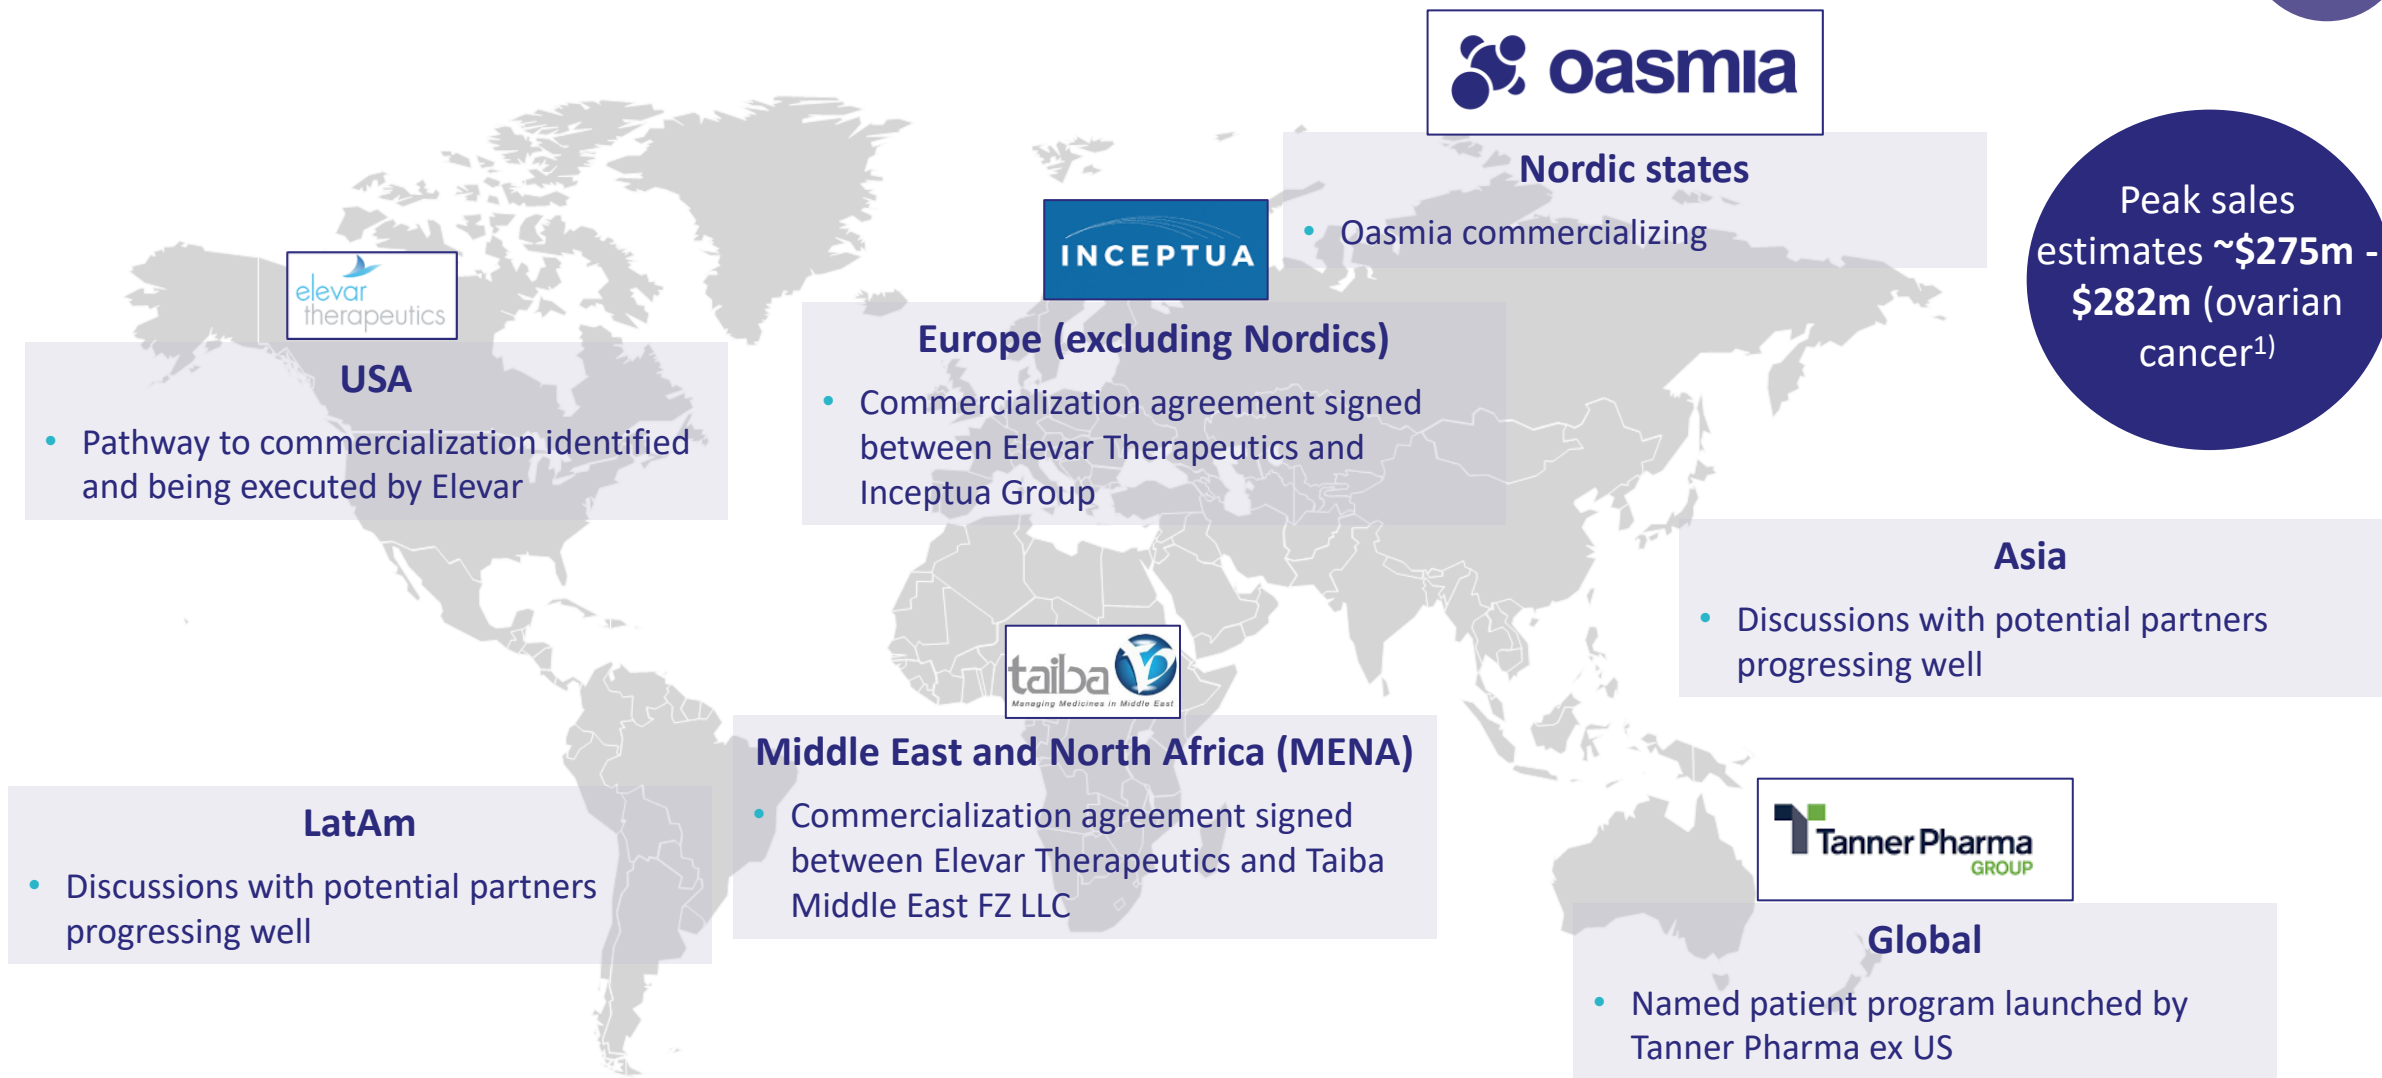 oasmia
Nordic states
• Oasmia commercializing
Peak sales
estimates ~$275m -
$282m (ovarian
cancer1)
INCEPTUA
Europe (excluding Nordics)
• Commercialization agreement signed
between Elevar Therapeutics and
Inceptua Group
elevar
therapeutics
USA
• Pathway to commercialization identified
and being executed by Elevar
Asia
• Discussions with potential partners
progressing well
taiba
Managing Medicines in Middle East
Middle East and North Africa (MENA)
• Commercialization agreement signed
between Elevar Therapeutics and Taiba
Middle East FZ LLC
LatAm
• Discussions with potential partners
progressing well
Tanner Pharma
GROUP
Global
• Named patient program launched by
Tanner Pharma ex US